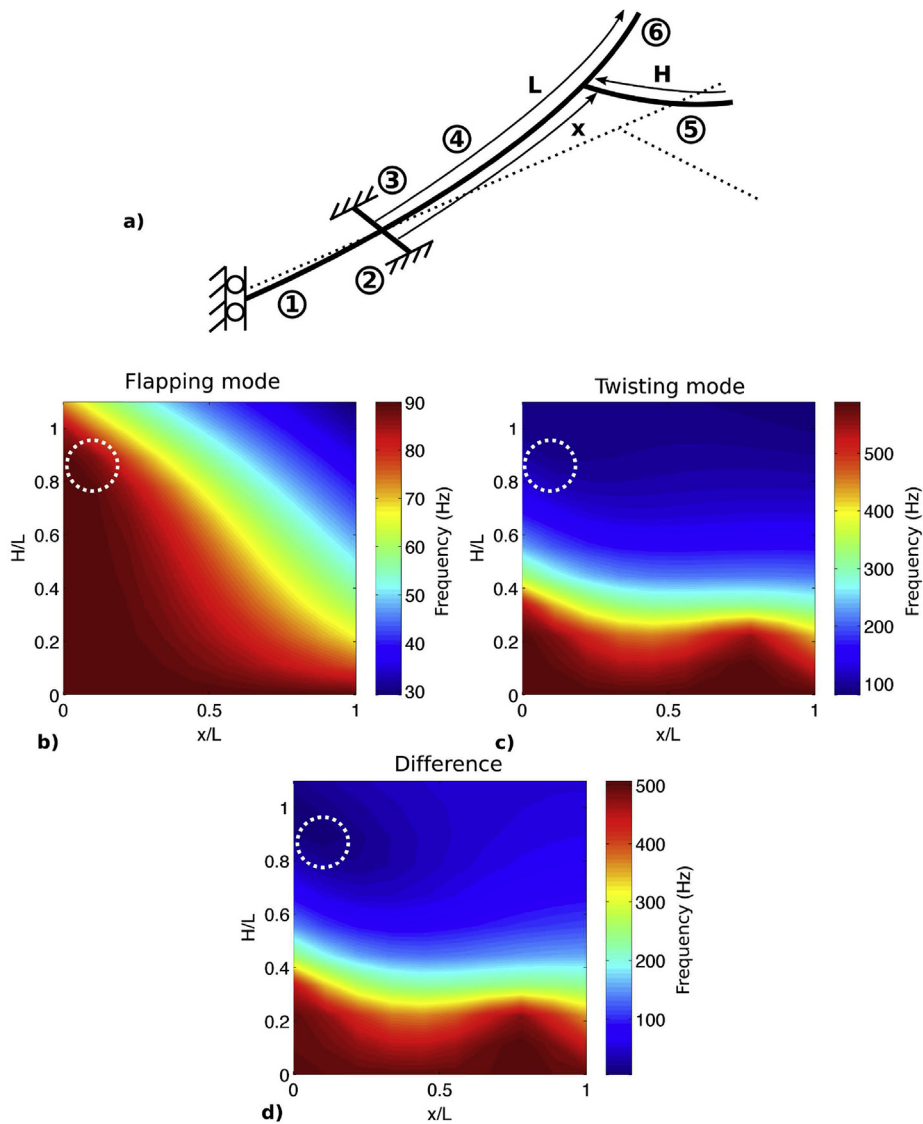 ⑥
L
H
④
x
⑤
③
a)
②
①
Flapping mode
Twisting mode
90
80
70
60
50
40
30
Frequency (Hz)
1
0.8
0.6
0.4
0.2
0
H/L
0
0.5
1
x/L
b)
500
400
300
200
100
Frequency (Hz)
1
0.8
0.6
0.4
0.2
0
H/L
0
0.5
1
x/L
c)
Difference
500
400
300
200
100
Frequency (Hz)
1
0.8
0.6
0.4
0.2
0
H/L
0
0.5
1
x/L
d)